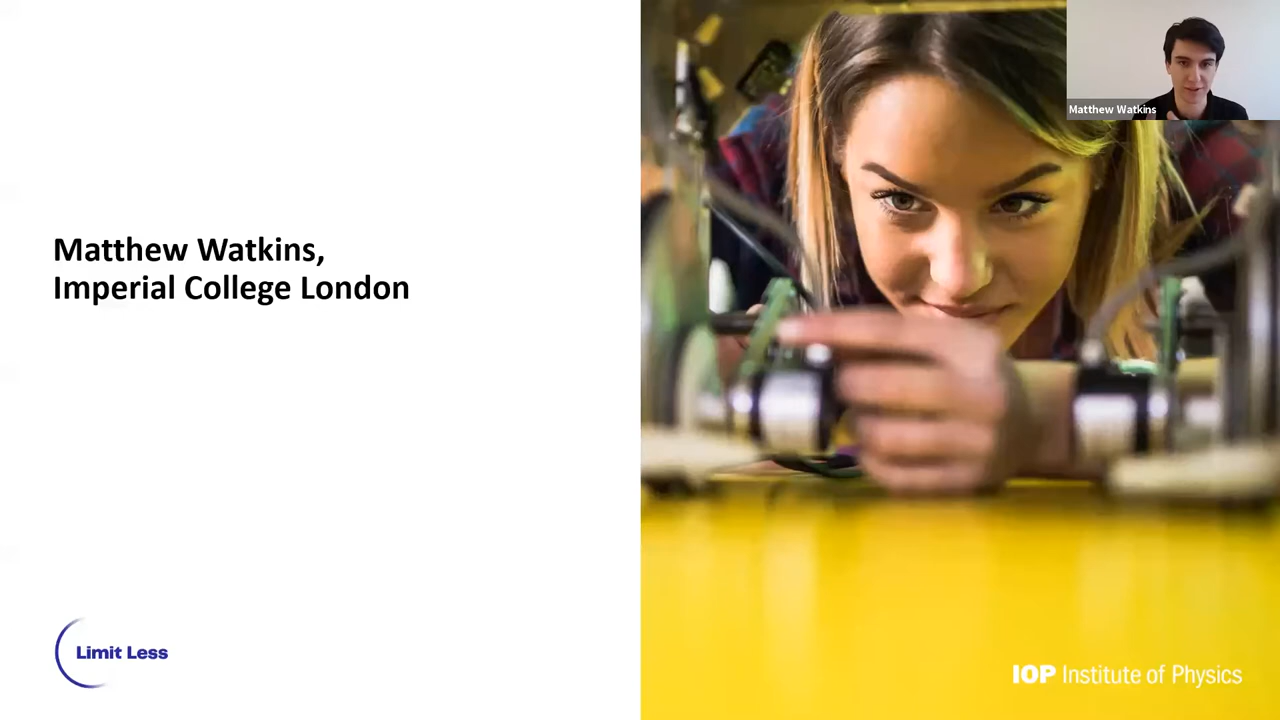 Matthew Watkins
Matthew Watkins,
Imperial College London
Limit Less
IOP Institute of Physics